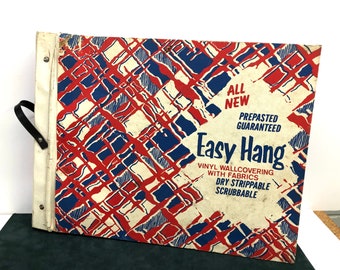 ALL
NEW
PREPASTED
GUARANTEED
Easy Hang
VINYL WALLCOVERING
WITH FABRICS
DRY STRIPPABLE
SCRUBBABLE